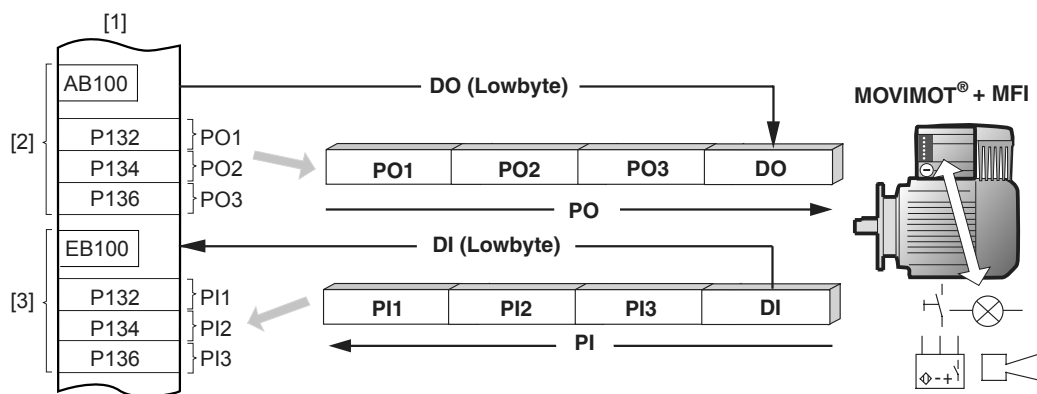 [1]
AB100
DO (Lowbyte)
MOVIMOT® + MFI
[2]
P132
PO1
P134
PO2
P136
PO3
PO1 PO2 PO3 DO
PO
EB100
DI (Lowbyte)
[3]
P132
PI1
P134
PI2
P136
PI3
PI1 PI2 PI3 DI
PI